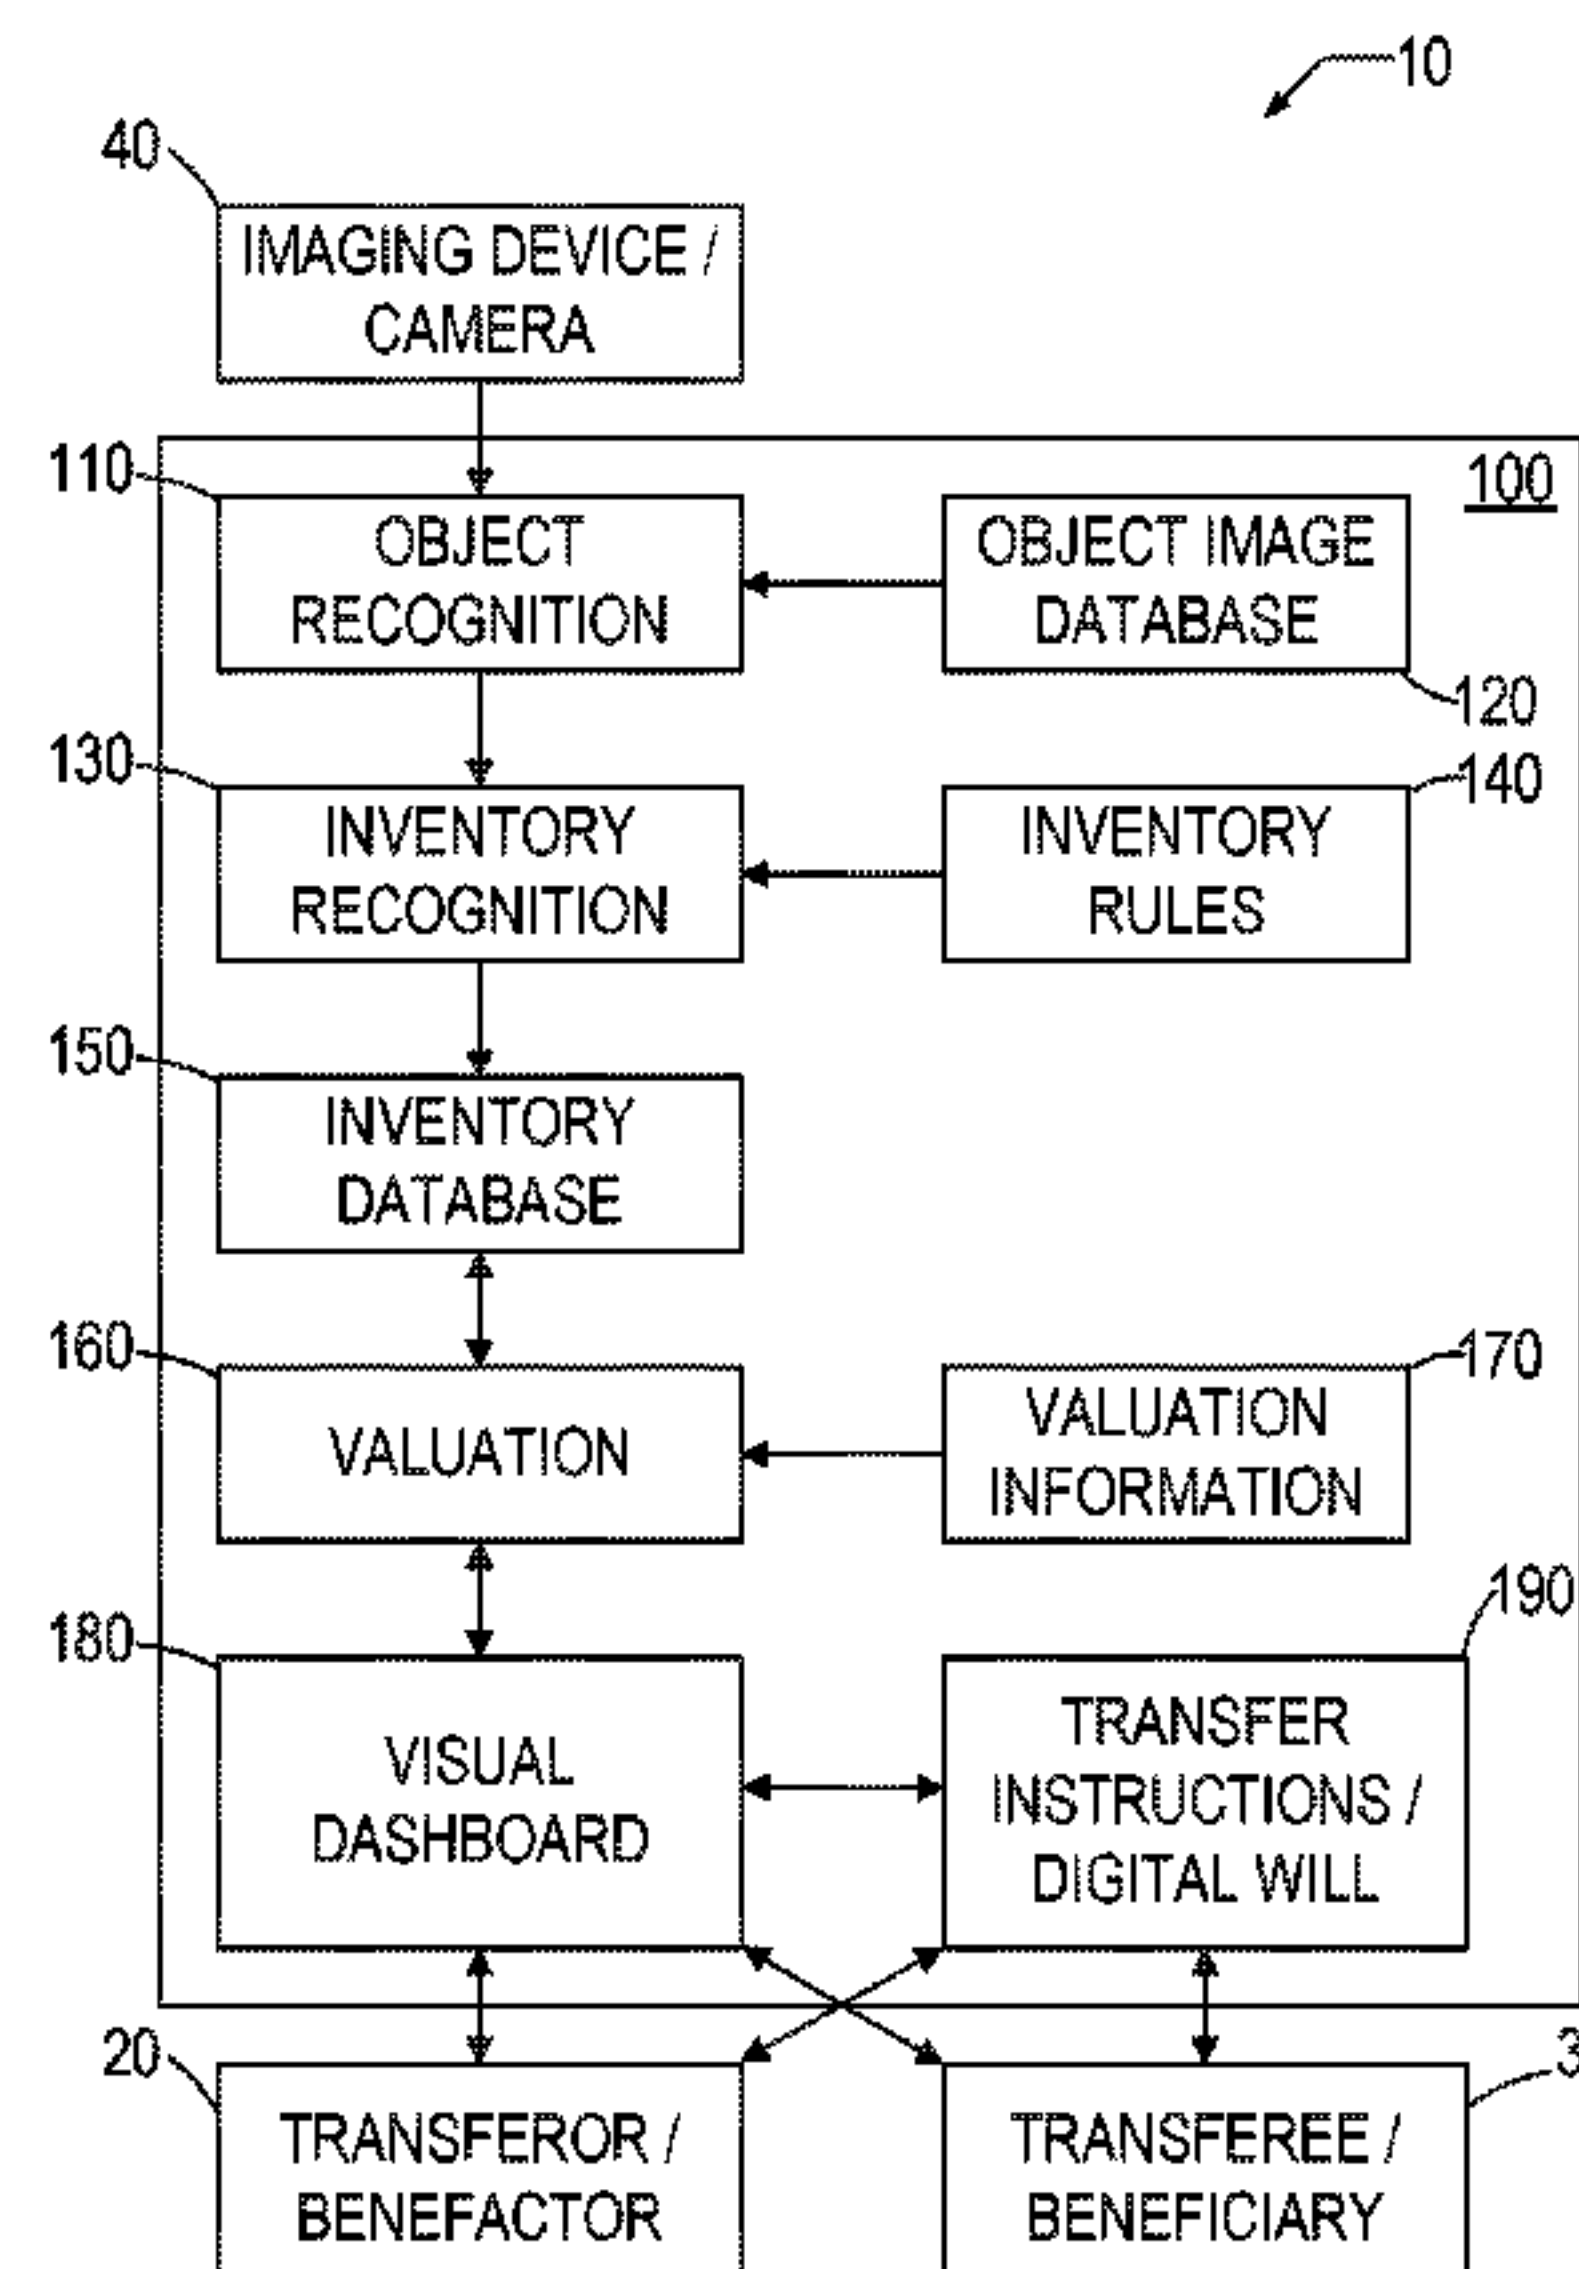 10
40
IMAGING DEVICE /
CAMERA
100
110
OBJECT
RECOGNITION
OBJECT IMAGE
DATABASE
120
130
INVENTORY
RECOGNITION
140
INVENTORY
RULES
150
INVENTORY
DATABASE
160
VALUATION
170
VALUATION
INFORMATION
180
VISUAL
DASHBOARD
190
TRANSFER
INSTRUCTIONS /
DIGITAL WILL
20
TRANSFEROR /
BENEFACTOR
3
TRANSFEREE /
BENEFICIARY